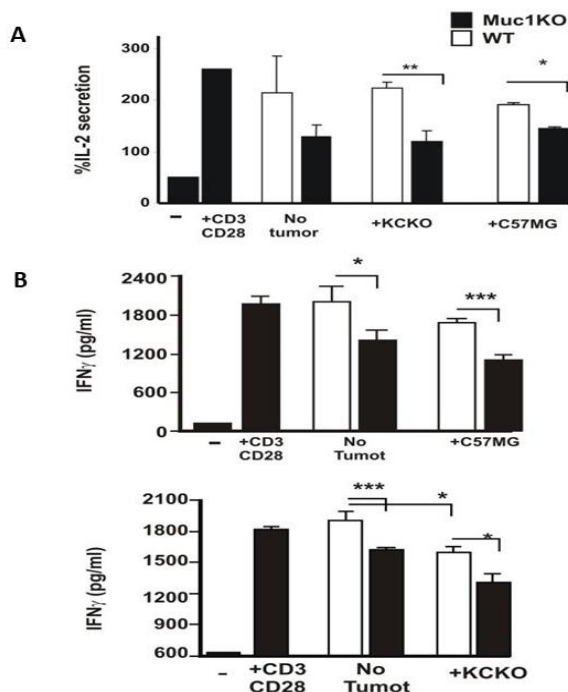 A
Muc1KO
WT
%IL-2 secretion
300
200
100
0
**
*
–
+CD3
CD28
No
tumor
+KCKO
+C57MG
B
IFNγ (pg/ml)
2400
1800
1200
600
0
*
***
–
+CD3
CD28
No
Tumot
+C57MG
IFNγ (pg/ml)
2100
1800
1500
1200
900
600
***
*
*
-
+CD3
CD28
No
Tumot
+KCKO